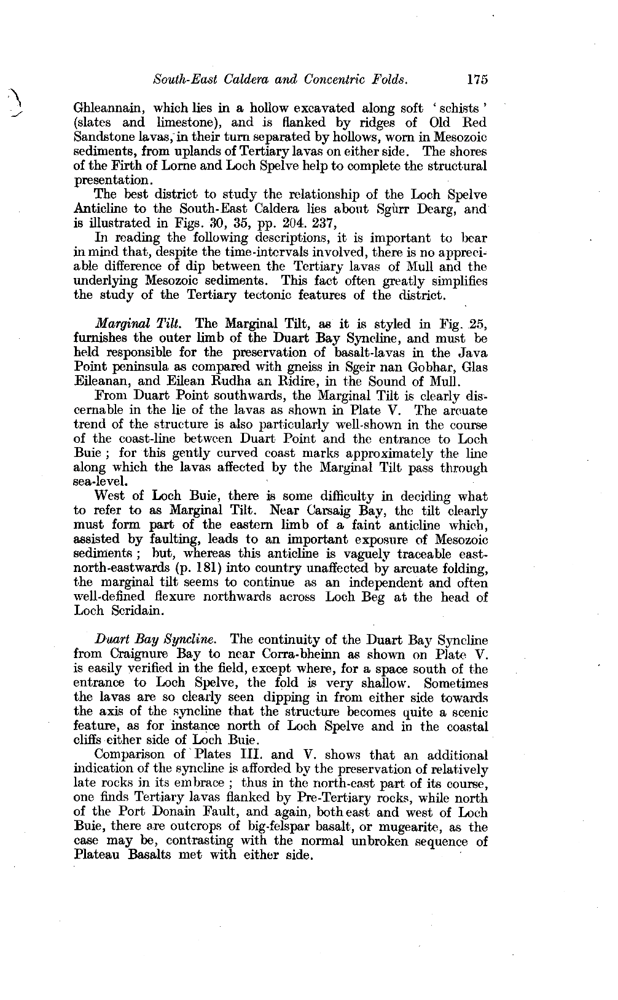 South-East Caldera and Concentric Folds. 175
Ghleannain, which lies in a hollow excavated along soft ‘schists’
(slates and limestone), and is flanked by ridges of Old Red
Sandstone lavas, in their turn separated by hollows, worn in Mesozoic
sediments, from uplands of Tertiary lavas on either side. The shores
of the Firth of Lorne and Loch Spelve help to complete the structural
presentation.
The best district to study the relationship of the Loch Spelve
Anticline to the South-East Caldera lies about Sgùrr Dearg, and
is illustrated in Figs. 30, 35, pp. 204. 237,
In reading the following descriptions, it is important to bear
in mind that, despite the time-intervals involved, there is no appreci-
able difference of dip between the Tertiary lavas of Mull and the
underlying Mesozoic sediments. This fact often greatly simplifies
the study of the Tertiary tectonic features of the district.
Marginal Tilt. The Marginal Tilt, as it is styled in Fig. 25,
furnishes the outer limb of the Duart Bay Syncline, and must be
held responsible for the preservation of basalt-lavas in the Java
Point peninsula as compared with gneiss in Sgeir nan Gobhar, Glas
Eileanan, and Eilean Rudha an Ridire, in the Sound of Mull.
From Duart Point southwards, the Marginal Tilt is clearly dis-
cernable in the lie of the lavas as shown in Plate V. The arcuate
trend of the structure is also particularly well-shown in the course
of the coast-line between Duart Point and the entrance to Loch
Buie ; for this gently curved coast marks approximately the line
along which the lavas affected by the Marginal Tilt pass through
sea-level.
West of Loch Buie, there is some difficulty in deciding what
to refer to as Marginal Tilt. Near Carsaig Bay, the tilt clearly
must form part of the eastern limb of a faint anticline which,
assisted by faulting, leads to an important exposure of Mesozoic
sediments ; but, whereas this anticline is vaguely traceable east-
north-eastwards (p. 181) into country unaffected by arcuate folding,
the marginal tilt seems to continue as an independent and often
well-defined flexure northwards across Loch Beg at the head of
Loch Scridain.
Duart Bay Syncline. The continuity of the Duart Bay Syncline
from Craignure Bay to near Corra-bheinn as shown on Plate V.
is easily verified in the field, except where, for a space south of the
entrance to Loch Spelve, the fold is very shallow. Sometimes
the lavas are so clearly seen dipping in from either side towards
the axis of the syncline that the structure becomes quite a scenic
feature, as for instance north of Loch Spelve and in the coastal
cliffs either side of Loch Buie.
Comparison of Plates III. and V. shows that an additional
indication of the syncline is afforded by the preservation of relatively
late rocks in its embrace ; thus in the north-east part of its course,
one finds Tertiary lavas flanked by Pre-Tertiary rocks, while north
of the Port Donain Fault, and again, both east and west of Loch
Buie, there are outcrops of big-felspar basalt, or mugearite, as the
case may be, contrasting with the normal unbroken sequence of
Plateau Basalts met with either side.